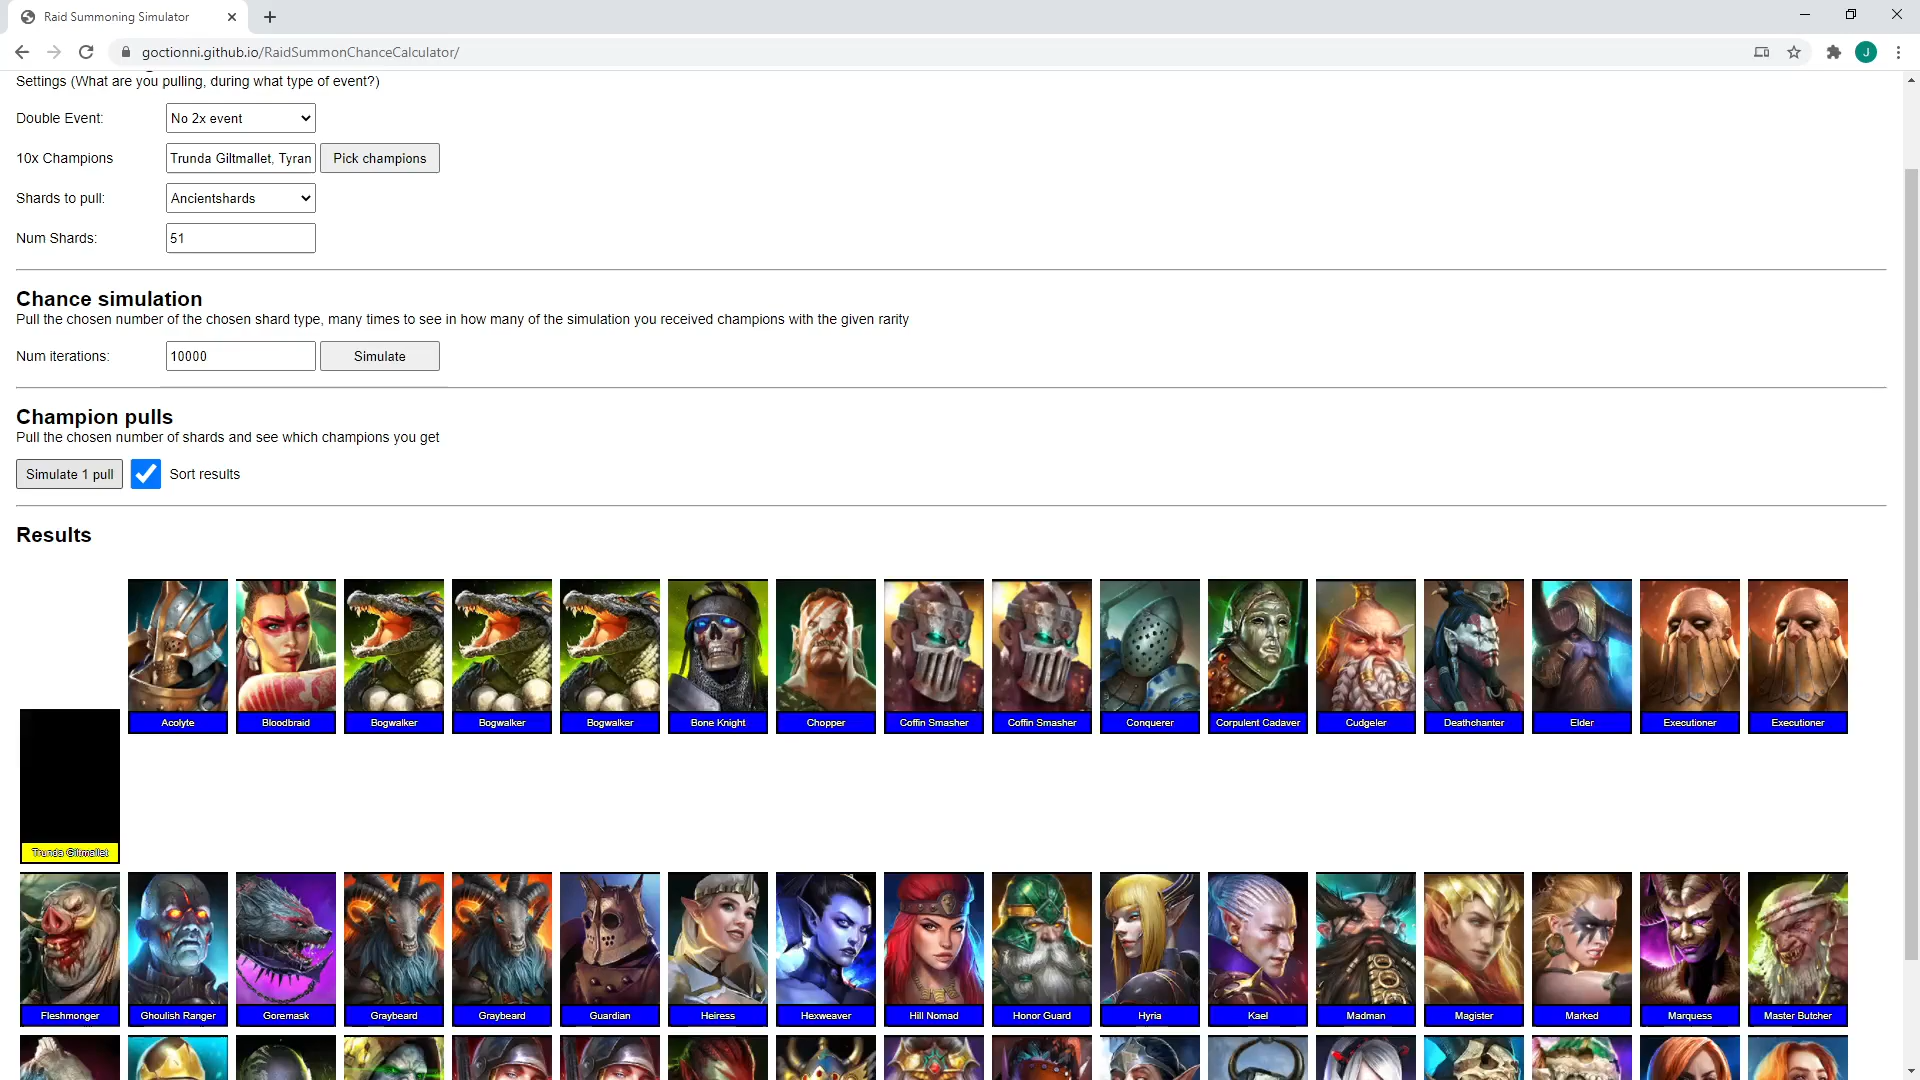 Raid Summoning Simulator
goctionni.github.io/RaidSummonChanceCalculator/
J
Settings (What are you pulling, during what type of event?)
Double Event:
No 2x event
10x Champions
Trunda Giltmallet, Tyran
Pick champions
Shards to pull:
Ancientshards
Num Shards:
51
Chance simulation
Pull the chosen number of the chosen shard type, many times to see in how many of the simulation you received champions with the given rarity
Num iterations:
10000
Simulate
Champion pulls
Pull the chosen number of shards and see which champions you get
Simulate 1 pull
Sort results
Results
Acolyte
Bloodbraid
Bogwalker
Bogwalker
Bogwalker
Bone Knight
Chopper
Coffin Smasher
Coffin Smasher
Conquerer
Corpulent Cadaver
Cudgeler
Deathchanter
Elder
Executioner
Executioner
Trunda Giltmallet
Fleshmonger
Ghoulish Ranger
Goremask
Graybeard
Graybeard
Guardian
Heiress
Hexweaver
Hill Nomad
Honor Guard
Hyria
Kael
Madman
Magister
Marked
Marquess
Master Butcher